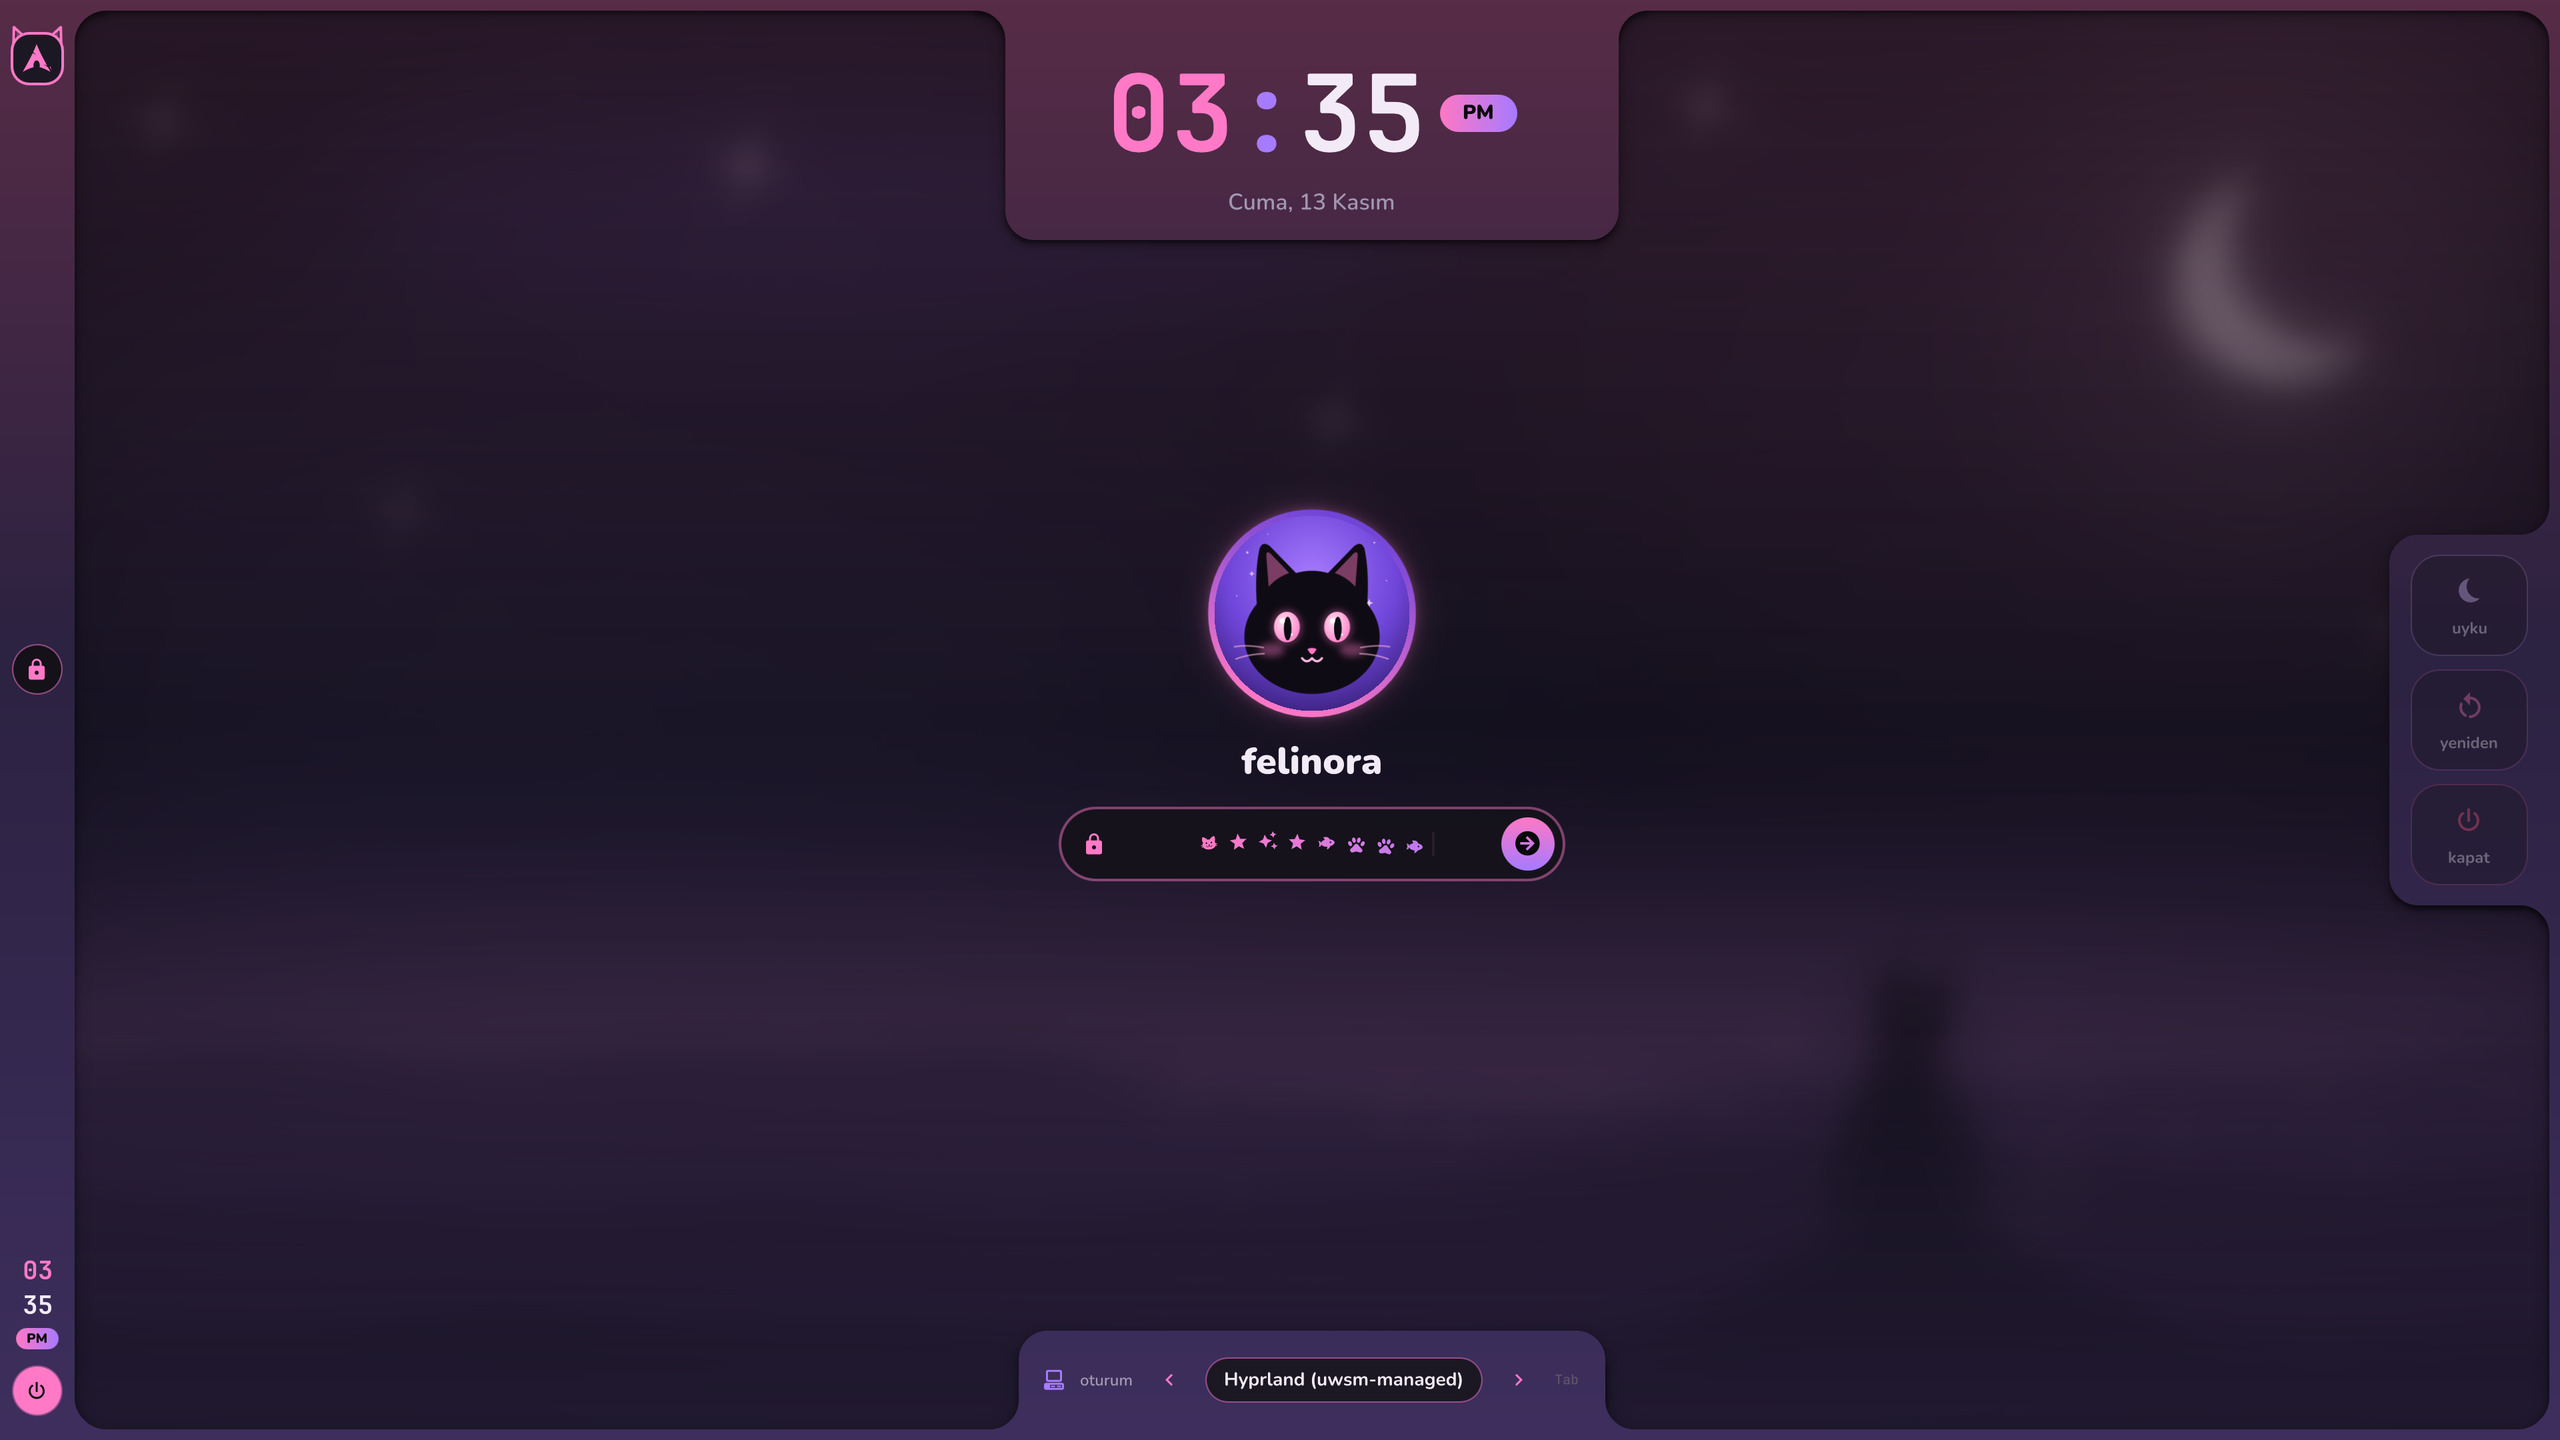 03:35 PM
Cuma, 13 Kasım
felinora
uyku
yeniden
kapat
03
35
PM
oturum
Hyprland (uwsm-managed)
Tab